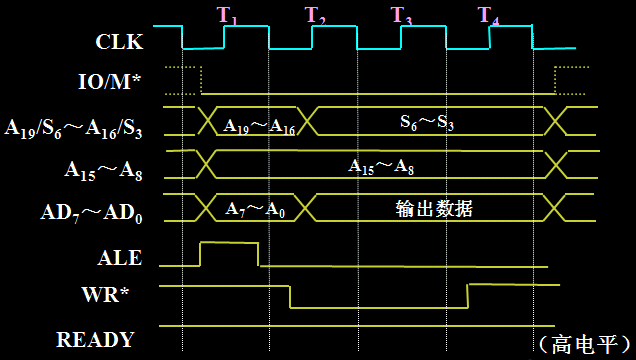 T₁ T₂ T₃ T₄
CLK
IO/M*
A₁₉/S₆～A₁₆/S₃ A₁₉～A₁₆ S₆～S₃
A₁₅～A₈ A₁₅～A₈
AD₇～AD₀ A₇～A₀ 输出数据
ALE
WR*
READY （高电平）